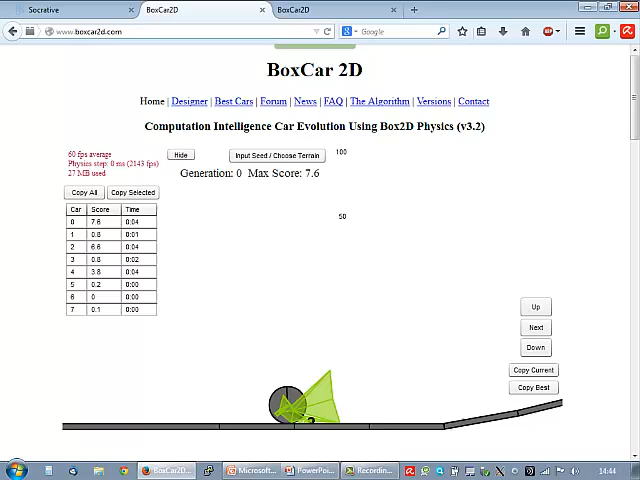 Socrative
BoxCar2D
BoxCar2D
www.boxcar2d.com
Google
BoxCar 2D
Home | Designer | Best Cars | Forum | News | FAQ | The Algorithm | Versions | Contact
Computation Intelligence Car Evolution Using Box2D Physics (v3.2)
60 fps average
Physics step: 0 ms (2143 fps)
27 MB used
Hide
Input Seed / Choose Terrain
100
Generation: 0 Max Score: 7.6
Copy All
Copy Selected
Car Score Time
0 7.6 0:04
1 0.8 0:01
2 6.6 0:04
3 0.8 0:02
4 3.8 0:04
5 0.2 0:00
6 0 0:00
7 0.1 0:00
50
Up
Next
Down
Copy Current
Copy Best
BoxCar2D...
Microsoft...
PowerPoi...
Recordin...
14:44